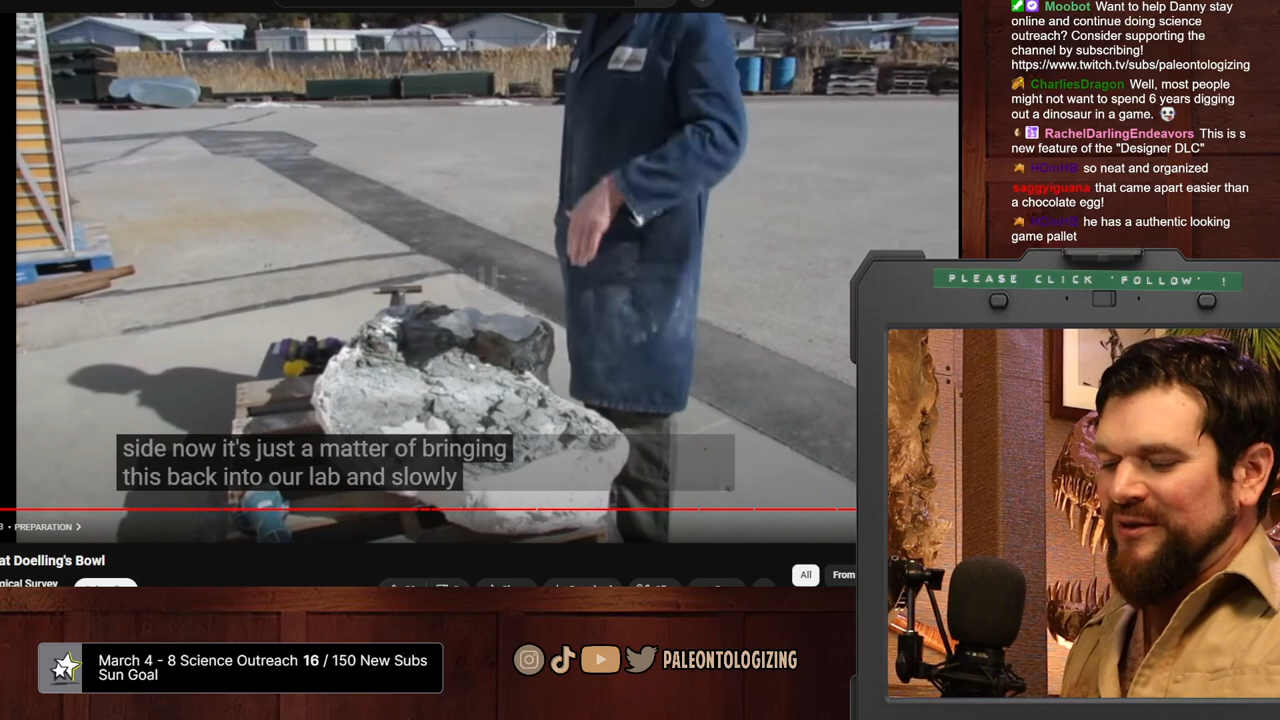 Moobot Want to help Danny stay
online and continue doing science
outreach? Consider supporting the
channel by subscribing!
https://www.twitch.tv/subs/paleontologizing
CharliesDragon Well, most people
might not want to spend 6 years digging
out a dinosaur in a game.
RachelDarlingEndeavors This is s
new feature of the "Designer DLC"
HDinHB so neat and organized
saggyiguana that came apart easier than
a chocolate egg!
he has a authentic looking
game pallet
PLEASE CLICK 'FOLLOW' !
side now it's just a matter of bringing
this back into our lab and slowly
• PREPARATION >
at Doelling's Bowl
gical Survey
All
From
March 4 - 8 Science Outreach 16 / 150 New Subs
Sun Goal
PALEONTOLOGIZING